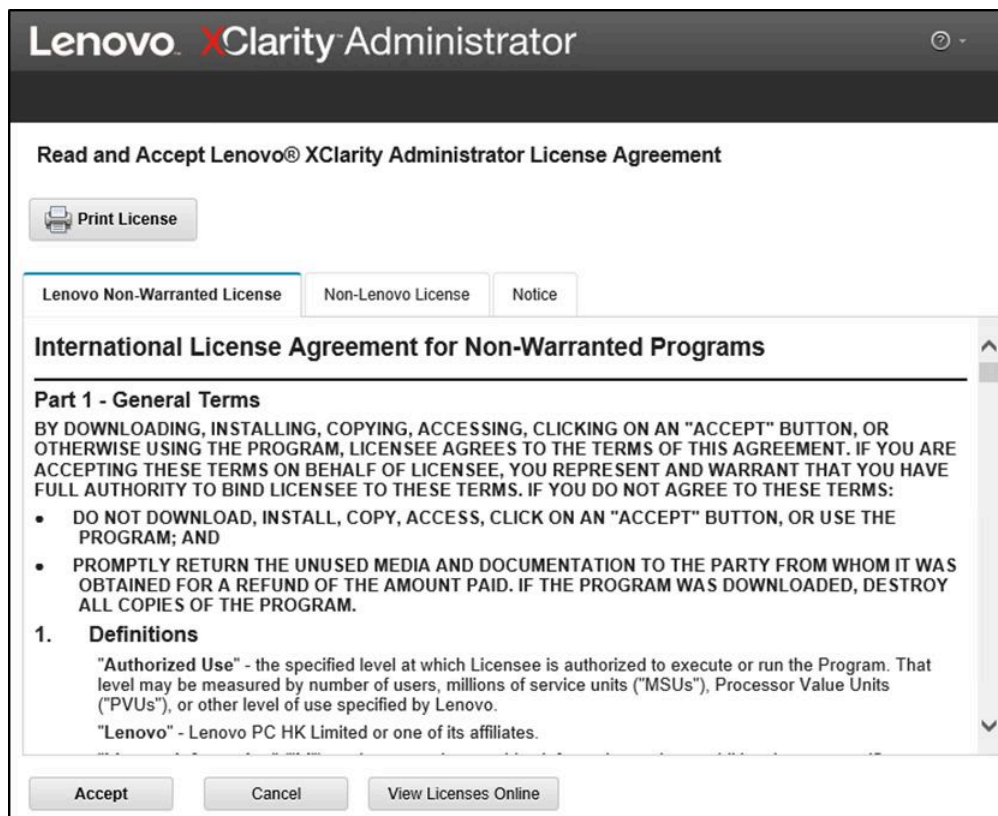 Lenovo. XClarity™ Administrator
Read and Accept Lenovo® XClarity Administrator License Agreement
Print License
Lenovo Non-Warranted License
Non-Lenovo License
Notice
International License Agreement for Non-Warranted Programs
Part 1 - General Terms
BY DOWNLOADING, INSTALLING, COPYING, ACCESSING, CLICKING ON AN "ACCEPT" BUTTON, OR
OTHERWISE USING THE PROGRAM, LICENSEE AGREES TO THE TERMS OF THIS AGREEMENT. IF YOU ARE
ACCEPTING THESE TERMS ON BEHALF OF LICENSEE, YOU REPRESENT AND WARRANT THAT YOU HAVE
FULL AUTHORITY TO BIND LICENSEE TO THESE TERMS. IF YOU DO NOT AGREE TO THESE TERMS:
• DO NOT DOWNLOAD, INSTALL, COPY, ACCESS, CLICK ON AN "ACCEPT" BUTTON, OR USE THE
PROGRAM; AND
• PROMPTLY RETURN THE UNUSED MEDIA AND DOCUMENTATION TO THE PARTY FROM WHOM IT WAS
OBTAINED FOR A REFUND OF THE AMOUNT PAID. IF THE PROGRAM WAS DOWNLOADED, DESTROY
ALL COPIES OF THE PROGRAM.
1. Definitions
"Authorized Use" - the specified level at which Licensee is authorized to execute or run the Program. That
level may be measured by number of users, millions of service units ("MSUs"), Processor Value Units
("PVUs"), or other level of use specified by Lenovo.
"Lenovo" - Lenovo PC HK Limited or one of its affiliates.
Accept
Cancel
View Licenses Online